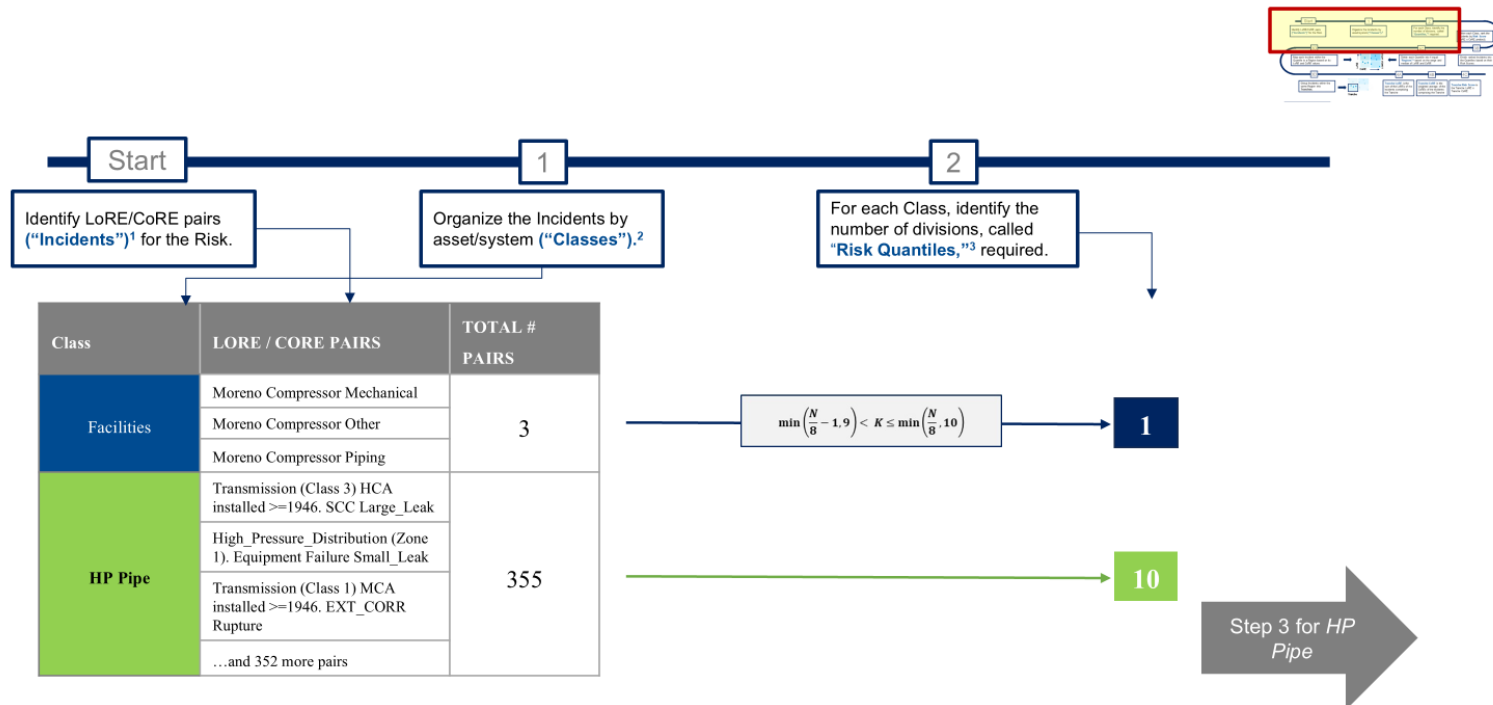 Start
1
2
Identify LoRE/CoRE pairs
("Incidents")¹ for the Risk.
Organize the Incidents by
asset/system ("Classes").²
For each Class, identify the
number of divisions, called
"Risk Quantiles,"³ required.
Class
LORE / CORE PAIRS
TOTAL #
PAIRS
Facilities
Moreno Compressor Mechanical
Moreno Compressor Other
Moreno Compressor Piping
3
min(N/8 − 1, 9) < K ≤ min(N/8, 10)
1
HP Pipe
Transmission (Class 3) HCA
installed >=1946. SCC Large_Leak
High_Pressure_Distribution (Zone
1). Equipment Failure Small_Leak
Transmission (Class 1) MCA
installed >=1946. EXT_CORR
Rupture
…and 352 more pairs
355
10
Step 3 for HP
Pipe